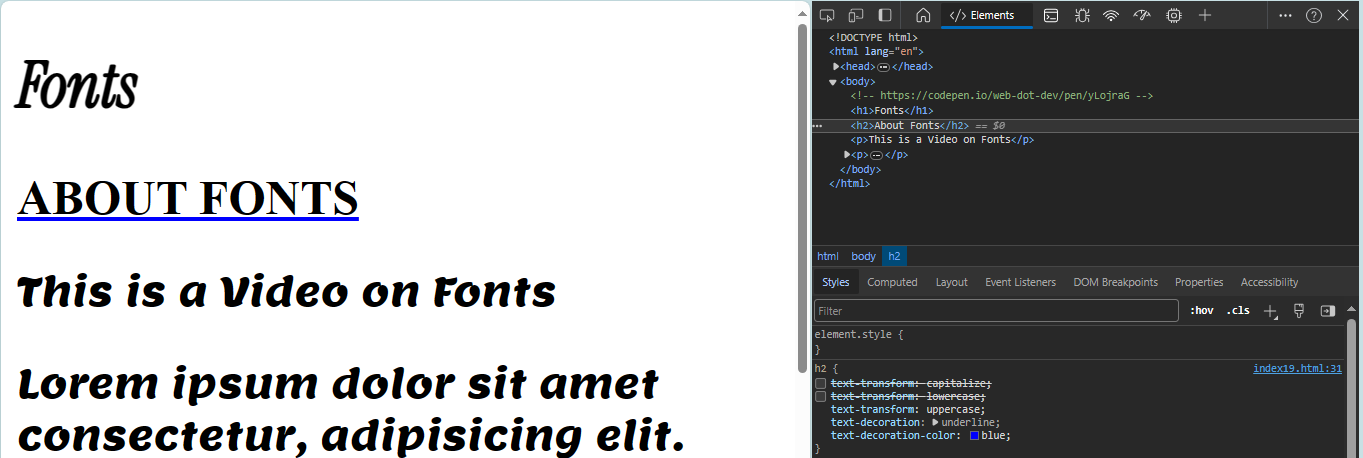 Fonts
ABOUT FONTS
This is a Video on Fonts
Lorem ipsum dolor sit amet
consectetur, adipisicing elit.
Elements
<!DOCTYPE html>
<html lang="en">
<head> </head>
<body>
<!-- https://codepen.io/web-dot-dev/pen/yLojraG -->
<h1>Fonts</h1>
<h2>About Fonts</h2> == $0
<p>This is a Video on Fonts</p>
<p> </p>
</body>
</html>
html body h2
Styles Computed Layout Event Listeners DOM Breakpoints Properties Accessibility
Filter :hov .cls
element.style {
}
h2 { index19.html:31
text-transform: capitalize;
text-transform: lowercase;
text-transform: uppercase;
text-decoration: underline;
text-decoration-color: blue;
}